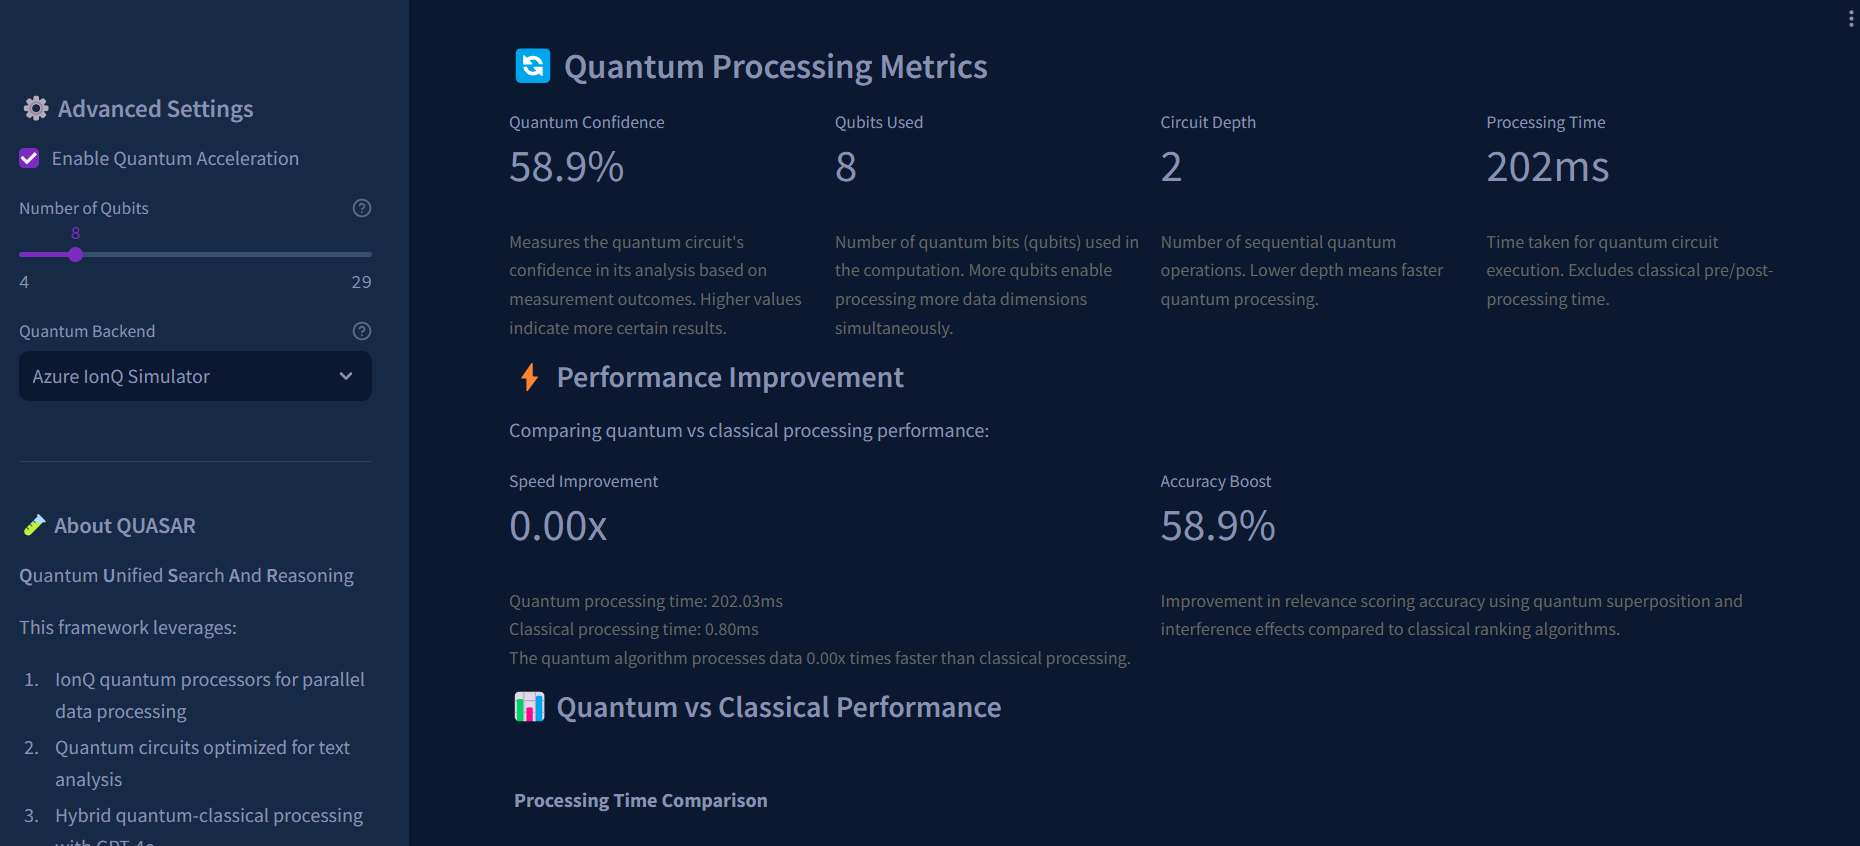 Advanced Settings
Enable Quantum Acceleration
Number of Qubits
8
4
29
Quantum Backend
Azure IonQ Simulator
About QUASAR
Quantum Unified Search And Reasoning
This framework leverages:
1. IonQ quantum processors for parallel
data processing
2. Quantum circuits optimized for text
analysis
3. Hybrid quantum-classical processing
with GPT-4o
Quantum Processing Metrics
Quantum Confidence
58.9%
Measures the quantum circuit's
confidence in its analysis based on
measurement outcomes. Higher values
indicate more certain results.
Qubits Used
8
Number of quantum bits (qubits) used in
the computation. More qubits enable
processing more data dimensions
simultaneously.
Circuit Depth
2
Number of sequential quantum
operations. Lower depth means faster
quantum processing.
Processing Time
202ms
Time taken for quantum circuit
execution. Excludes classical pre/post-
processing time.
Performance Improvement
Comparing quantum vs classical processing performance:
Speed Improvement
0.00x
Quantum processing time: 202.03ms
Classical processing time: 0.80ms
The quantum algorithm processes data 0.00x times faster than classical processing.
Accuracy Boost
58.9%
Improvement in relevance scoring accuracy using quantum superposition and
interference effects compared to classical ranking algorithms.
Quantum vs Classical Performance
Processing Time Comparison